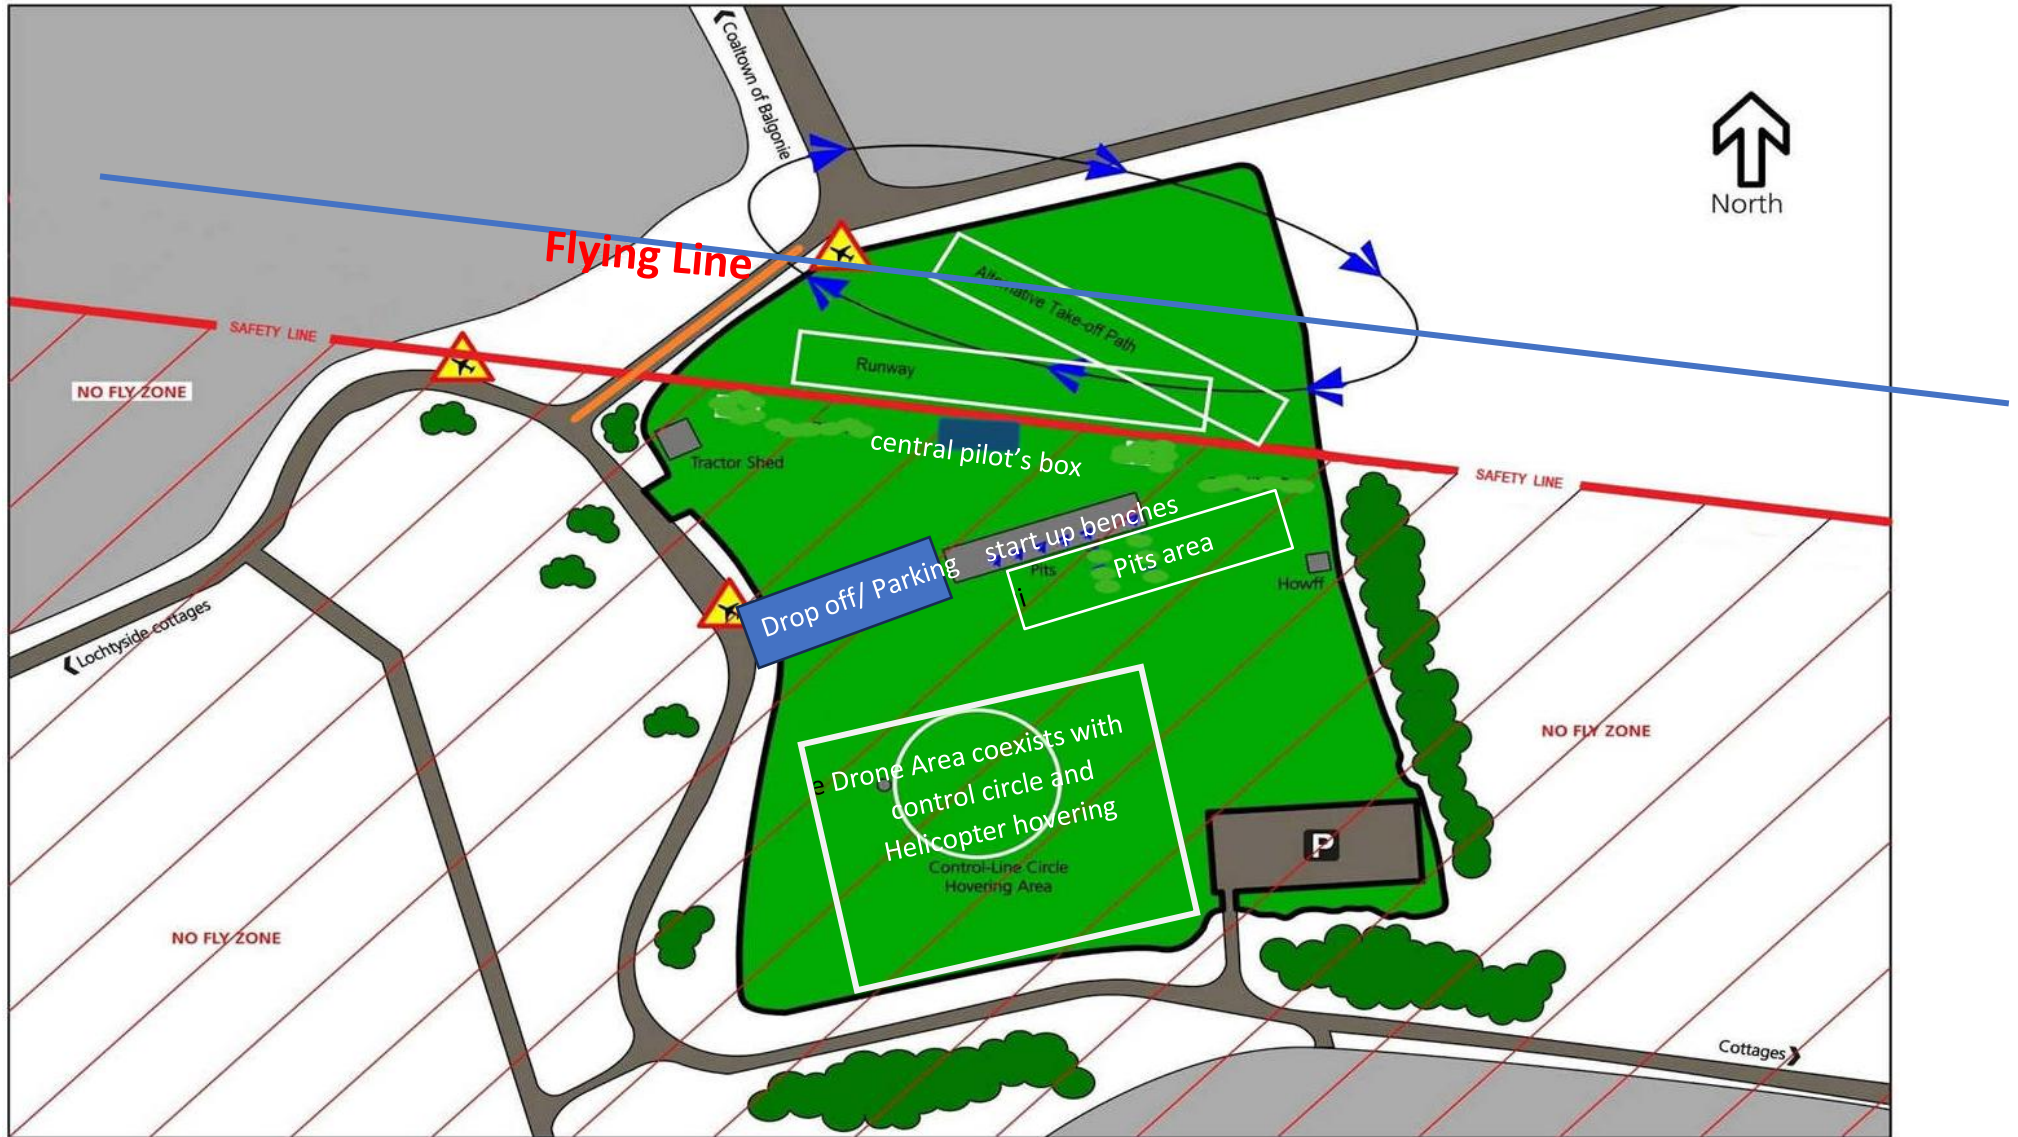 Coaltown of Balgonie
North
Flying Line
Alternative Take-off Path
SAFETY LINE
Runway
NO FLY ZONE
central pilot's box
Tractor Shed
SAFETY LINE
start up benches
Pits area
Pits
i
Howff
Drop off/ Parking
Lochtyside cottages
NO FLY ZONE
e Drone Area coexists with
control circle and
Helicopter hovering
Control-Line Circle
Hovering Area
P
NO FLY ZONE
Cottages